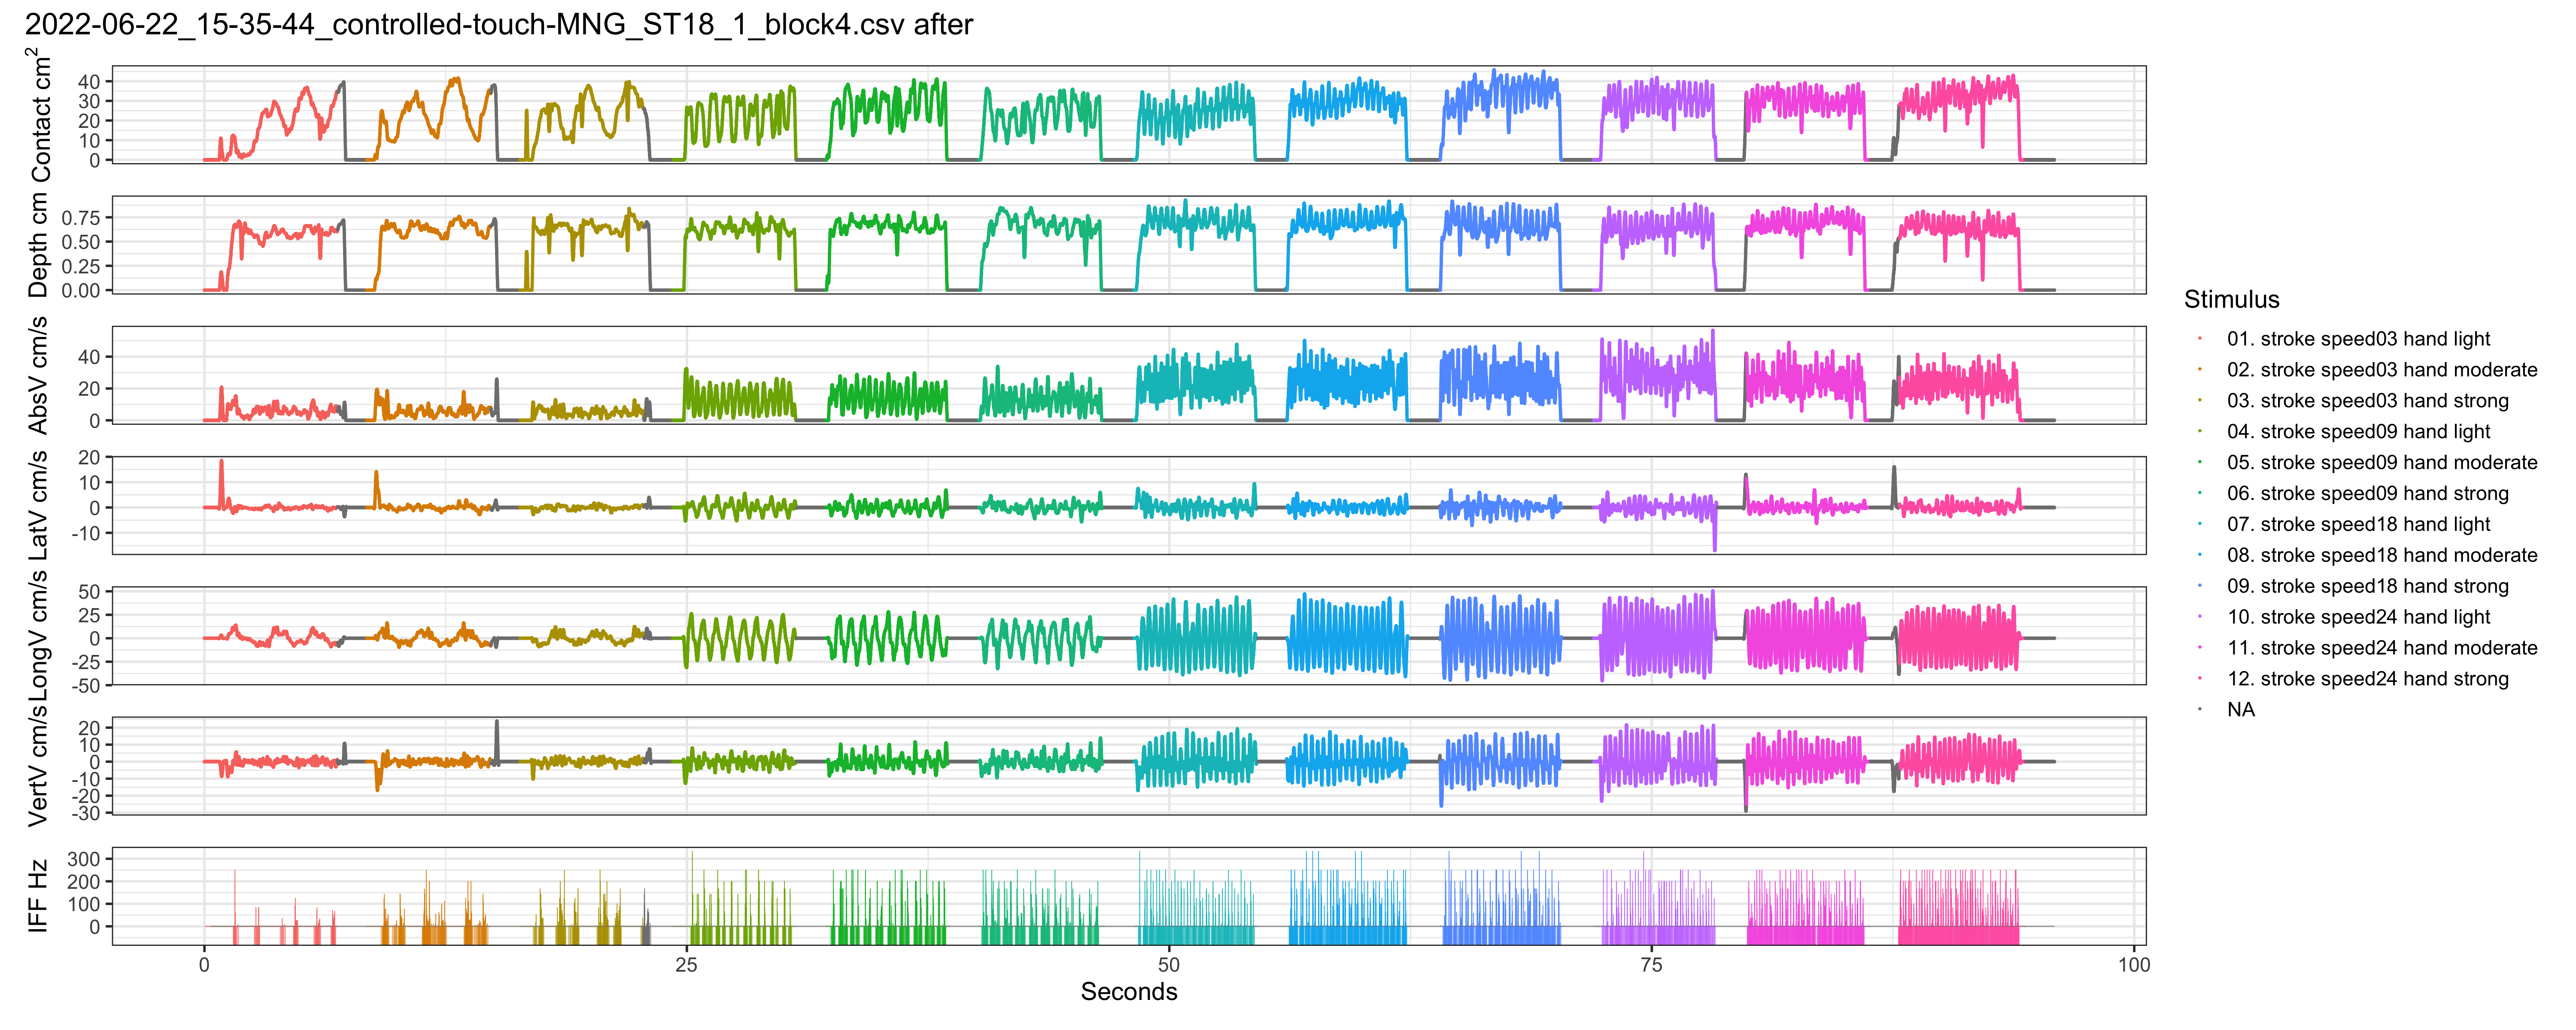 2022-06-22_15-35-44_controlled-touch-MNG_ST18_1_block4.csv after
Contact cm²
40
30
20
10
0
Depth cm
0.75
0.50
0.25
0.00
AbsV cm/s
40
20
0
LatV cm/s
20
10
0
-10
LongV cm/s
50
25
0
-25
-50
VertV cm/s
20
10
0
-10
-20
-30
IFF Hz
300
200
100
0
0 25 50 75 100
Seconds
Stimulus
01. stroke speed03 hand light
02. stroke speed03 hand moderate
03. stroke speed03 hand strong
04. stroke speed09 hand light
05. stroke speed09 hand moderate
06. stroke speed09 hand strong
07. stroke speed18 hand light
08. stroke speed18 hand moderate
09. stroke speed18 hand strong
10. stroke speed24 hand light
11. stroke speed24 hand moderate
12. stroke speed24 hand strong
NA